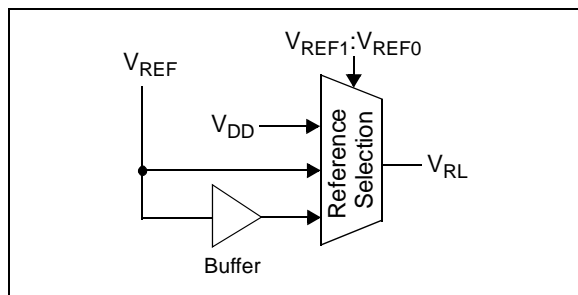 VREF1:VREF0
VREF
VDD
Reference
Selection
VRL
Buffer